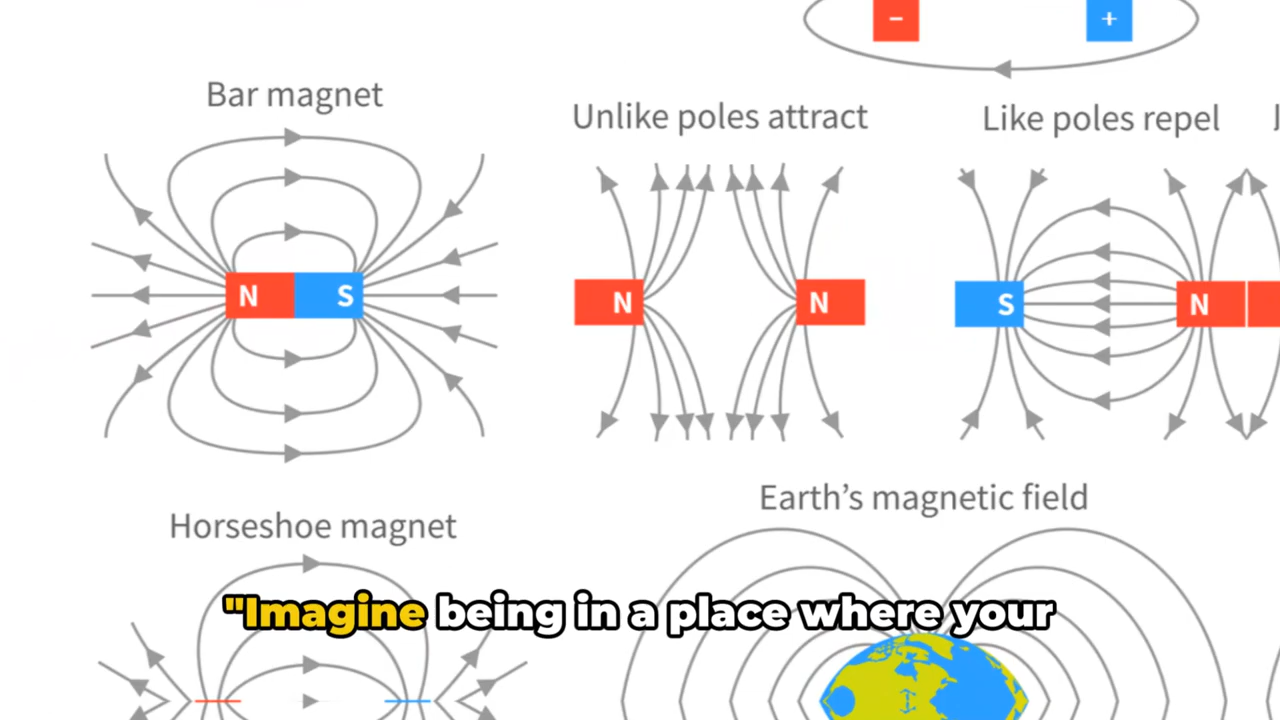 − +
Bar magnet
Unlike poles attract
Like poles repel
N S
N N
S N
Horseshoe magnet
Earth’s magnetic field
"Imagine being in a place where your